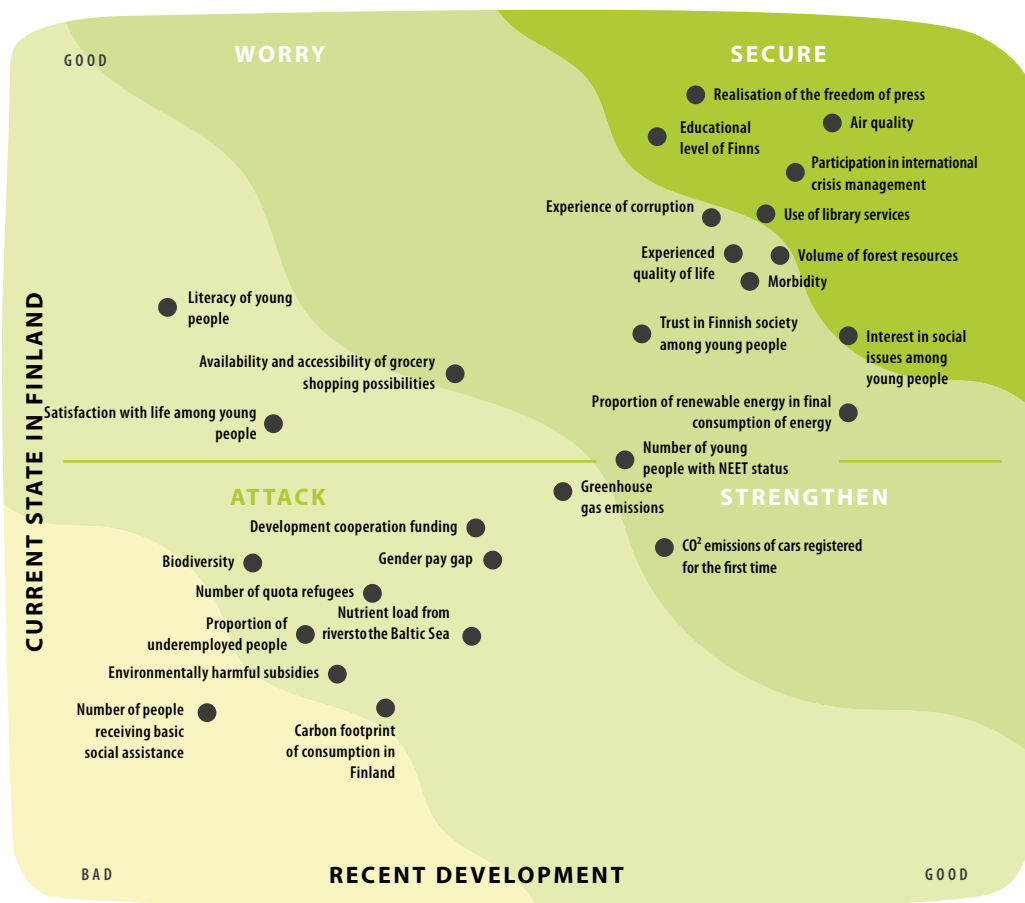 WORRY
SECURE
GOOD
Realisation of the freedom of press
Air quality
Educational
level of Finns
Participation in international
crisis management
Experience of corruption
Use of library services
Experienced
quality of life
Volume of forest resources
Morbidity
Literacy of young
people
Trust in Finnish society
among young people
Interest in social
issues among
young people
Availability and accessibility of grocery
shopping possibilities
Proportion of renewable energy in final
consumption of energy
Satisfaction with life among young
people
Number of young
people with NEET status
CURRENT STATE IN FINLAND
ATTACK
STRENGTHEN
Greenhouse
gas emissions
Development cooperation funding
Gender pay gap
CO² emissions of cars registered
for the first time
Biodiversity
Number of quota refugees
Nutrient load from
riversto the Baltic Sea
Proportion of
underemployed people
Environmentally harmful subsidies
Number of people
receiving basic
social assistance
Carbon footprint
of consumption in
Finland
BAD
RECENT DEVELOPMENT
GOOD